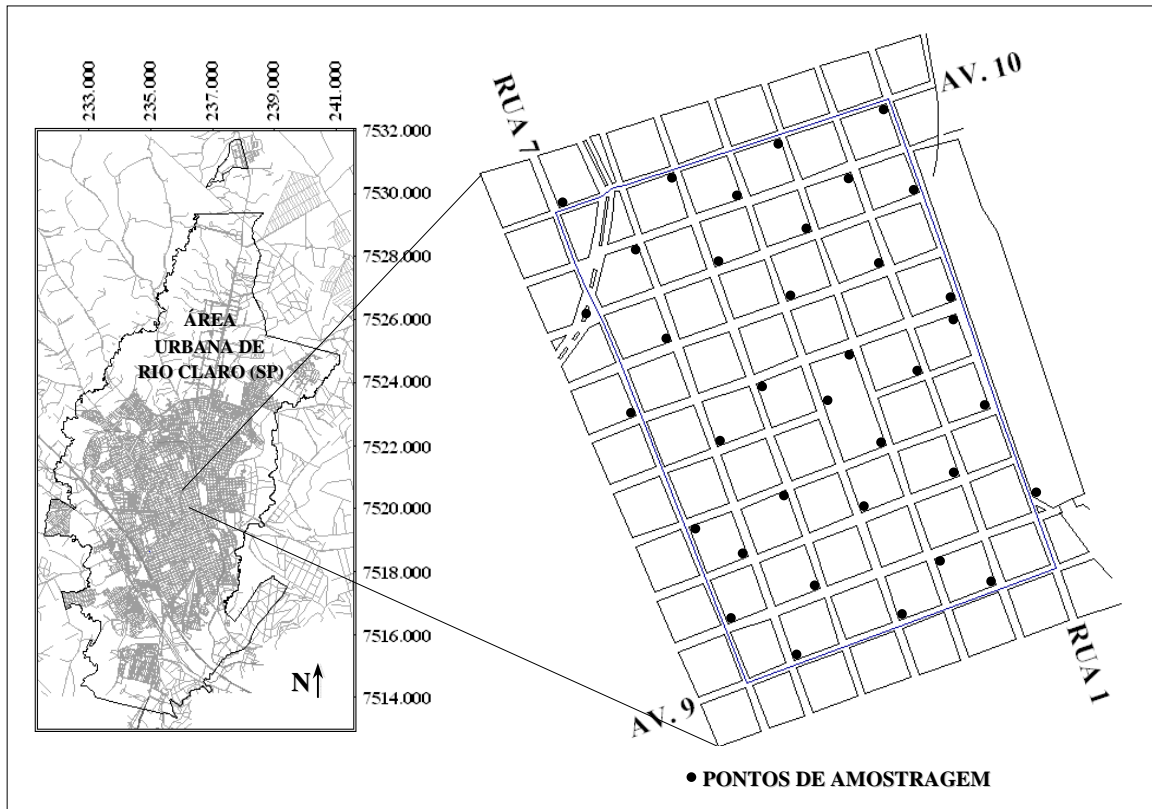 233.000
235.000
237.000
239.000
241.000
7532.000
7530.000
7528.000
7526.000
7524.000
7522.000
7520.000
7518.000
7516.000
7514.000
ÁREA
URBANA DE
RIO CLARO (SP)
N
RUA 7
AV. 10
AV. 9
RUA 1
PONTOS DE AMOSTRAGEM